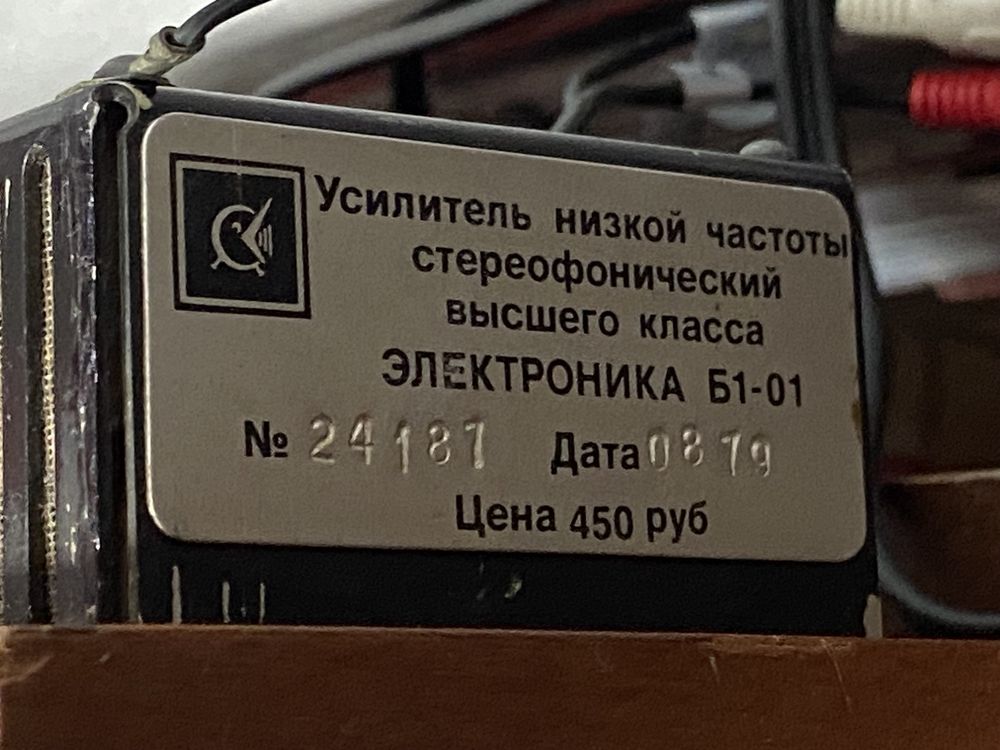 Усилитель низкой частоты
стереофонический
высшего класса
ЭЛЕКТРОНИКА Б1-01
№ 24187 Дата 0879
Цена 450 руб